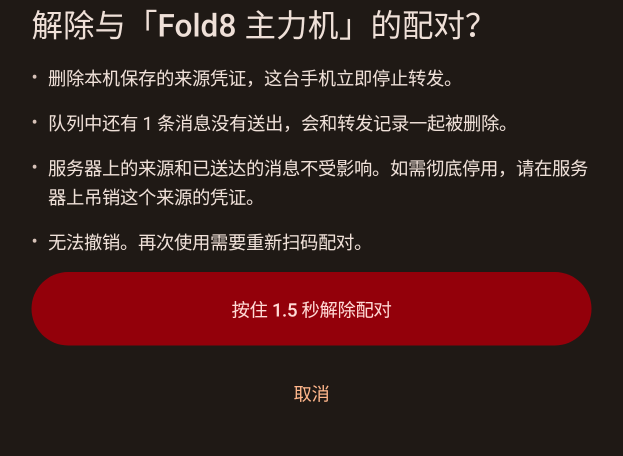 解除与「Fold8 主力机」的配对？
• 删除本机保存的来源凭证，这台手机立即停止转发。
• 队列中还有 1 条消息没有送出，会和转发记录一起被删除。
• 服务器上的来源和已送达的消息不受影响。如需彻底停用，请在服务
器上吊销这个来源的凭证。
• 无法撤销。再次使用需要重新扫码配对。
按住 1.5 秒解除配对
取消